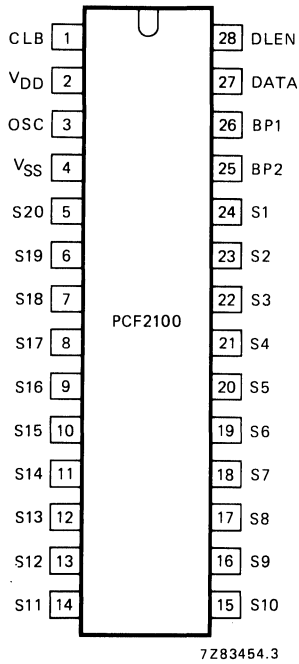 CLB 1 28 DLEN
VDD 2 27 DATA
OSC 3 26 BP1
VSS 4 25 BP2
S20 5 24 S1
S19 6 23 S2
S18 7 22 S3
PCF2100
S17 8 21 S4
S16 9 20 S5
S15 10 19 S6
S14 11 18 S7
S13 12 17 S8
S12 13 16 S9
S11 14 15 S10
7Z83454.3